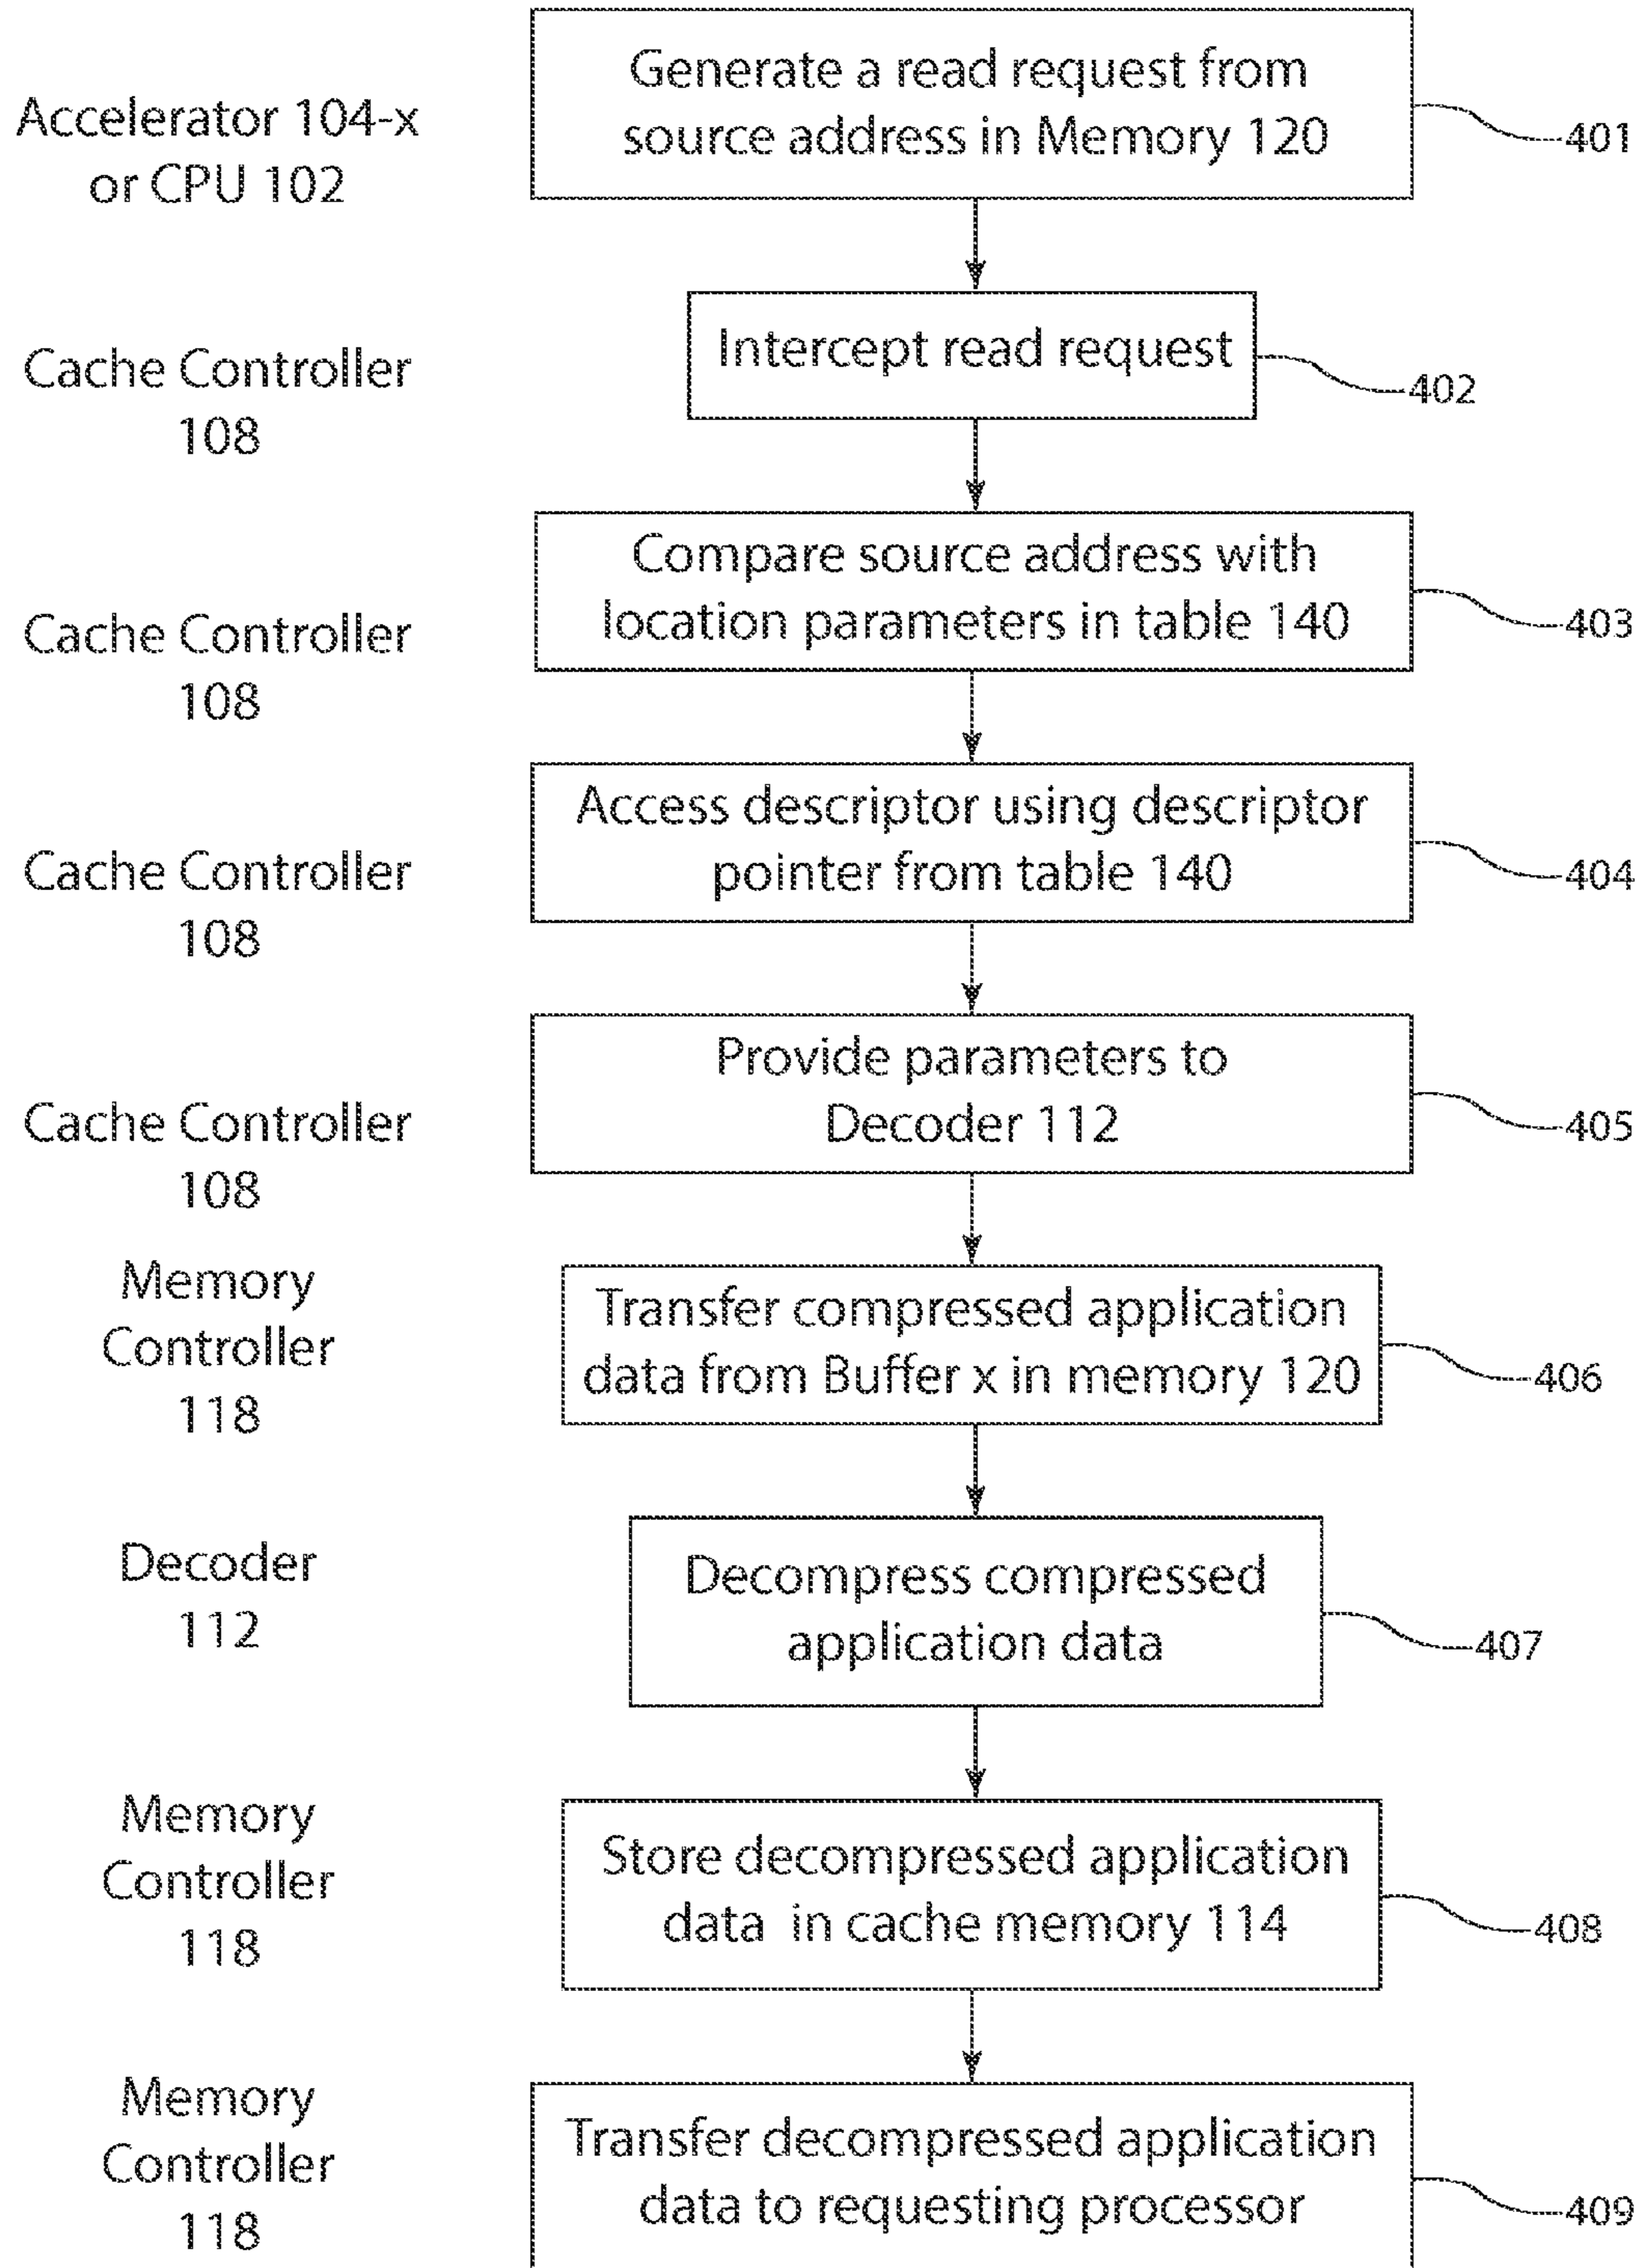 Accelerator 104-x
or CPU 102
Generate a read request from
source address in Memory 120
401
Cache Controller
108
Intercept read request
402
Cache Controller
108
Compare source address with
location parameters in table 140
403
Cache Controller
108
Access descriptor using descriptor
pointer from table 140
404
Cache Controller
108
Provide parameters to
Decoder 112
405
Memory
Controller
118
Transfer compressed application
data from Buffer x in memory 120
406
Decoder
112
Decompress compressed
application data
407
Memory
Controller
118
Store decompressed application
data in cache memory 114
408
Memory
Controller
118
Transfer decompressed application
data to requesting processor
409